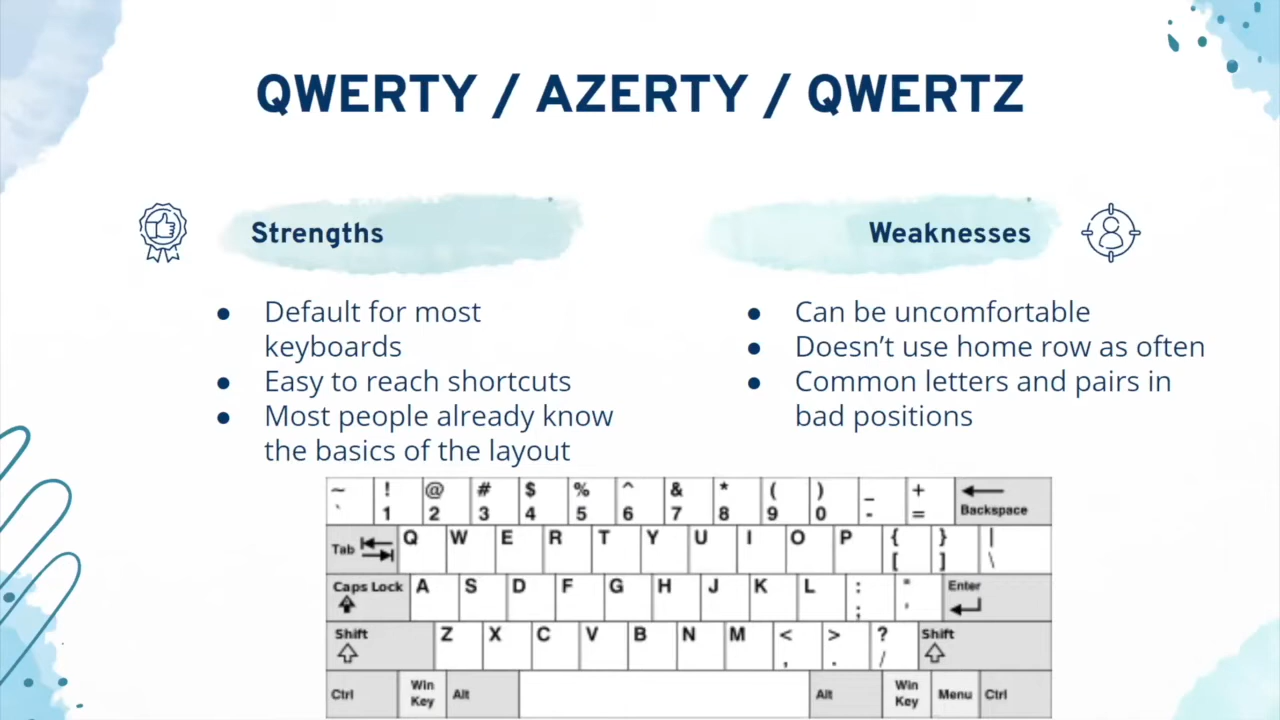 QWERTY / AZERTY / QWERTZ
Strengths
Default for most
keyboards
Easy to reach shortcuts
Most people already know
the basics of the layout
Weaknesses
Can be uncomfortable
Doesn’t use home row as often
Common letters and pairs in
bad positions
~ ! @ # $ % ^ & * ( ) _ +
` 1 2 3 4 5 6 7 8 9 0 - = Backspace
Tab Q W E R T Y U I O P { } |
[ ] \
Caps Lock A S D F G H J K L : " Enter
; '
Shift Z X C V B N M < > ? Shift
, . /
Ctrl Win Key Alt Alt Win Key Menu Ctrl